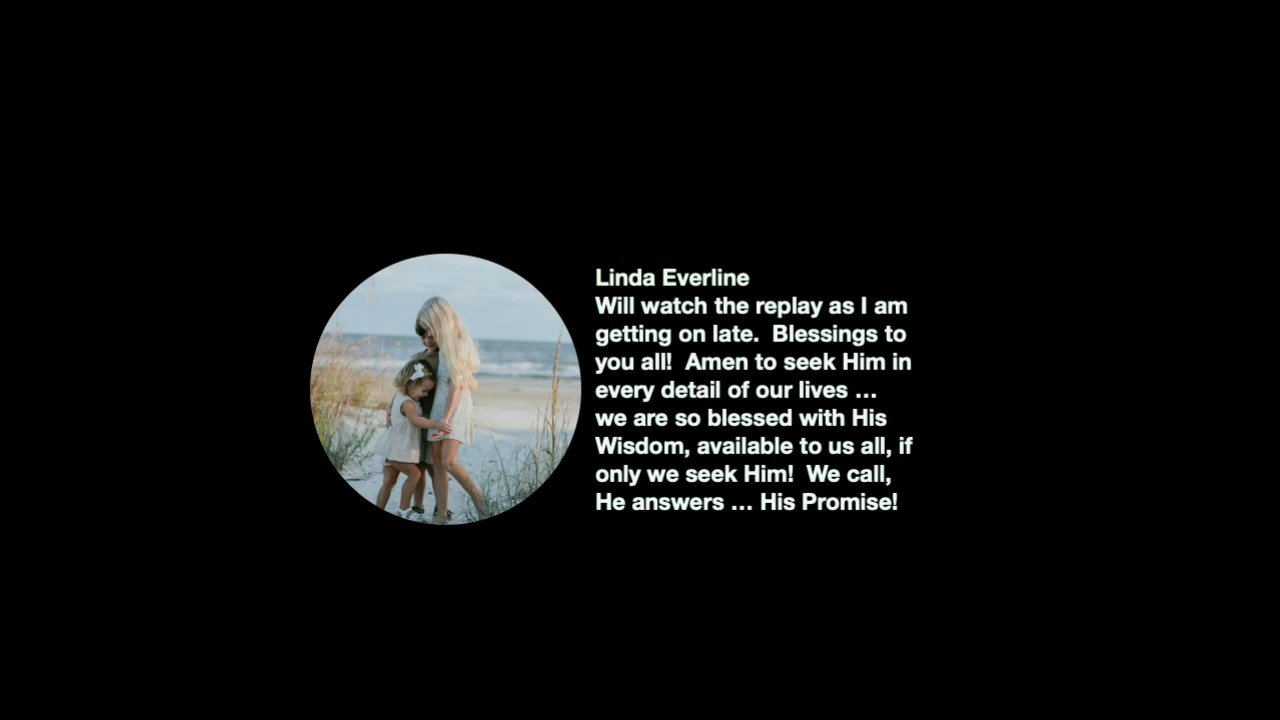 Linda Everline
Will watch the replay as I am
getting on late.  Blessings to
you all!  Amen to seek Him in
every detail of our lives ...
we are so blessed with His
Wisdom, available to us all, if
only we seek Him!  We call,
He answers ... His Promise!